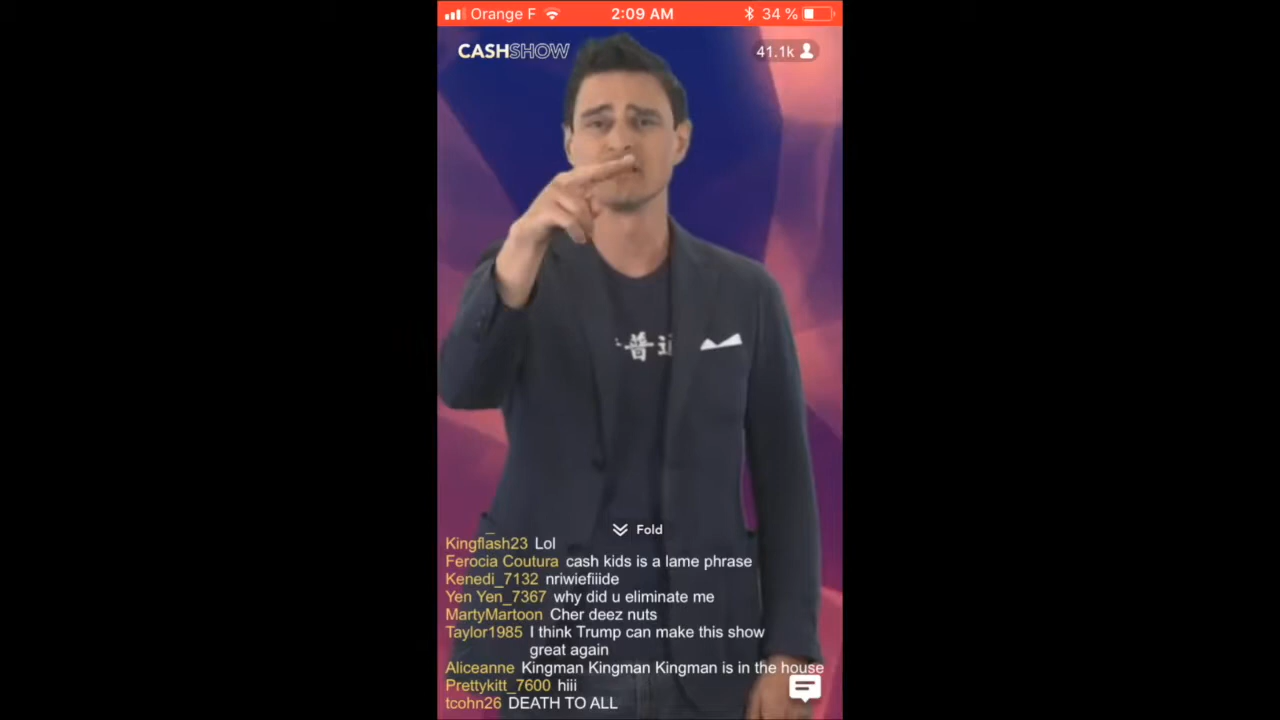 Orange F 2:09 AM 34 %
CASHSHOW 41.1k
普通
Fold
Kingflash23 Lol
Ferocia Coutura cash kids is a lame phrase
Kenedi_7132 nriwiefiiide
Yen Yen_7367 why did u eliminate me
MartyMartoon Cher deez nuts
Taylor1985 I think Trump can make this show
great again
Aliceanne Kingman Kingman Kingman is in the house
Prettykitt_7600 hiii
tcohn26 DEATH TO ALL